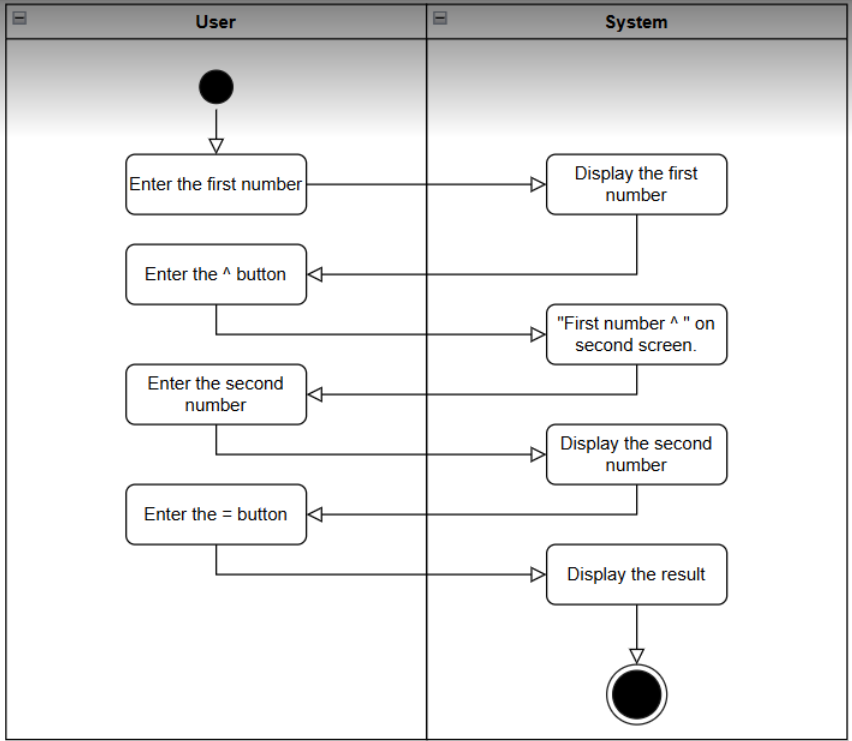 User
System
Enter the first number
Display the first
number
Enter the ^ button
"First number ^ " on
second screen.
Enter the second
number
Display the second
number
Enter the = button
Display the result